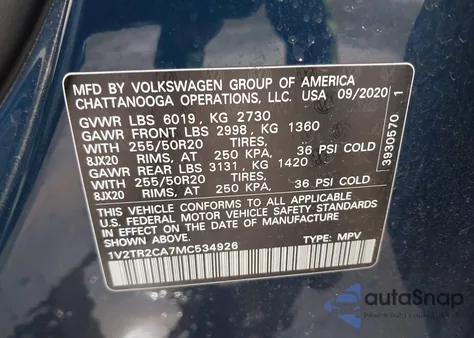 MFD BY VOLKSWAGEN GROUP OF AMERICA
CHATTANOOGA OPERATIONS, LLC. USA 09/2020
GVWR LBS 6019, KG 2730
GAWR FRONT LBS 2998, KG 1360
WITH 255/50R20 TIRES,
8JX20 RIMS, AT 250 KPA, 36 PSI COLD
GAWR REAR LBS 3131, KG 1420
WITH 255/50R20 TIRES,
8JX20 RIMS, AT 250 KPA, 36 PSI COLD
THIS VEHICLE CONFORMS TO ALL APPLICABLE
U.S. FEDERAL MOTOR VEHICLE SAFETY STANDARDS
IN EFFECT ON THE DATE OF MANUFACTURE
SHOWN ABOVE.
1V2TR2CA7MC534926 TYPE: MPV
3930570 1
autoSnap